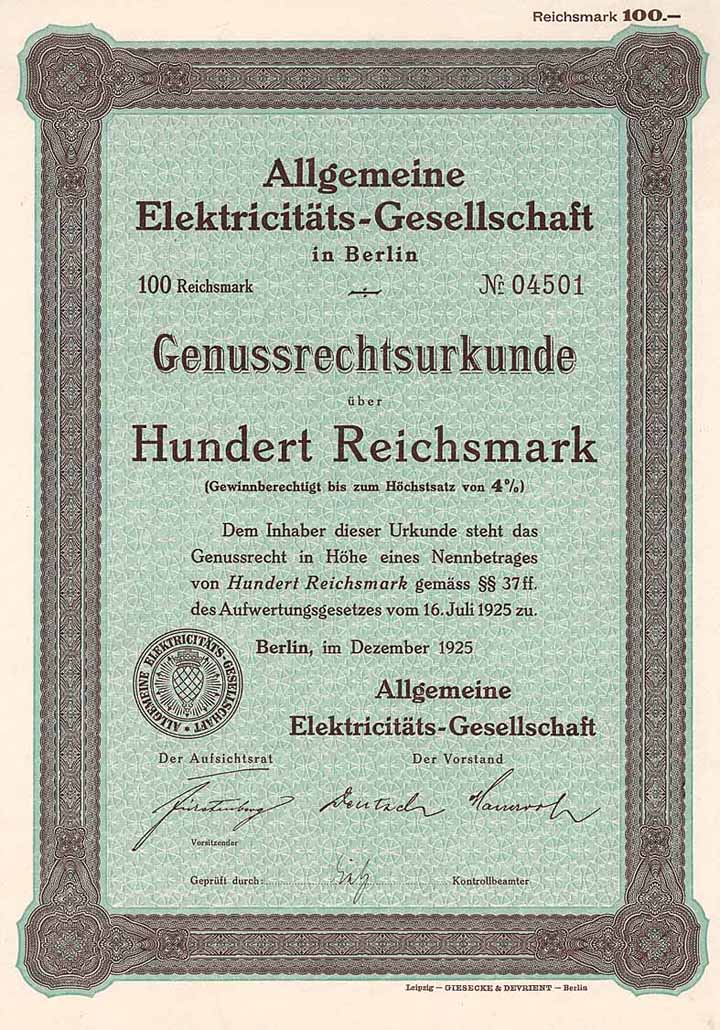 Reichsmark 100.—
Allgemeine
Elektricitäts-Gesellschaft
in Berlin
100 Reichsmark
№ 04501
Genussrechtsurkunde
über
Hundert Reichsmark
(Gewinnberechtigt bis zum Höchstsatz von 4%)
Dem Inhaber dieser Urkunde steht das
Genussrecht in Höhe eines Nennbetrages
von Hundert Reichsmark gemäss §§ 37 ff.
des Aufwertungsgesetzes vom 16. Juli 1925 zu.
Berlin, im Dezember 1925
ALLGEMEINE ELEKTRICITÄTS-GESELLSCHAFT
Allgemeine
Elektricitäts-Gesellschaft
Der Aufsichtsrat
Der Vorstand
Fürstenberg
Deutsch
Vorsitzender
Geprüft durch:
Kontrollbeamter
Leipzig — GIESECKE & DEVRIENT — Berlin